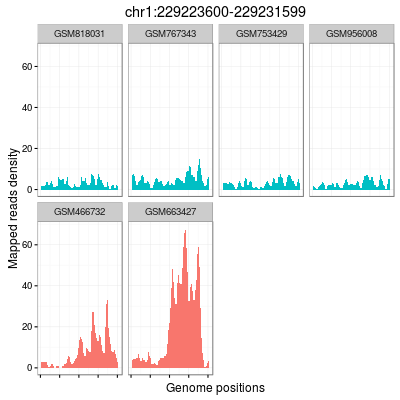 chr1:229223600-229231599
GSM818031 GSM767343 GSM753429 GSM956008
60
40
20
0
Mapped reads density
GSM466732 GSM663427
60
40
20
0
Genome positions